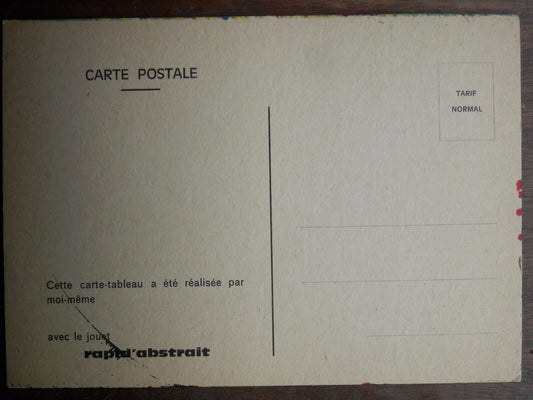 CARTE POSTALE
TARIF
NORMAL
Cette carte-tableau a été réalisée par
moi-même
avec le jouet
rapid'abstrait